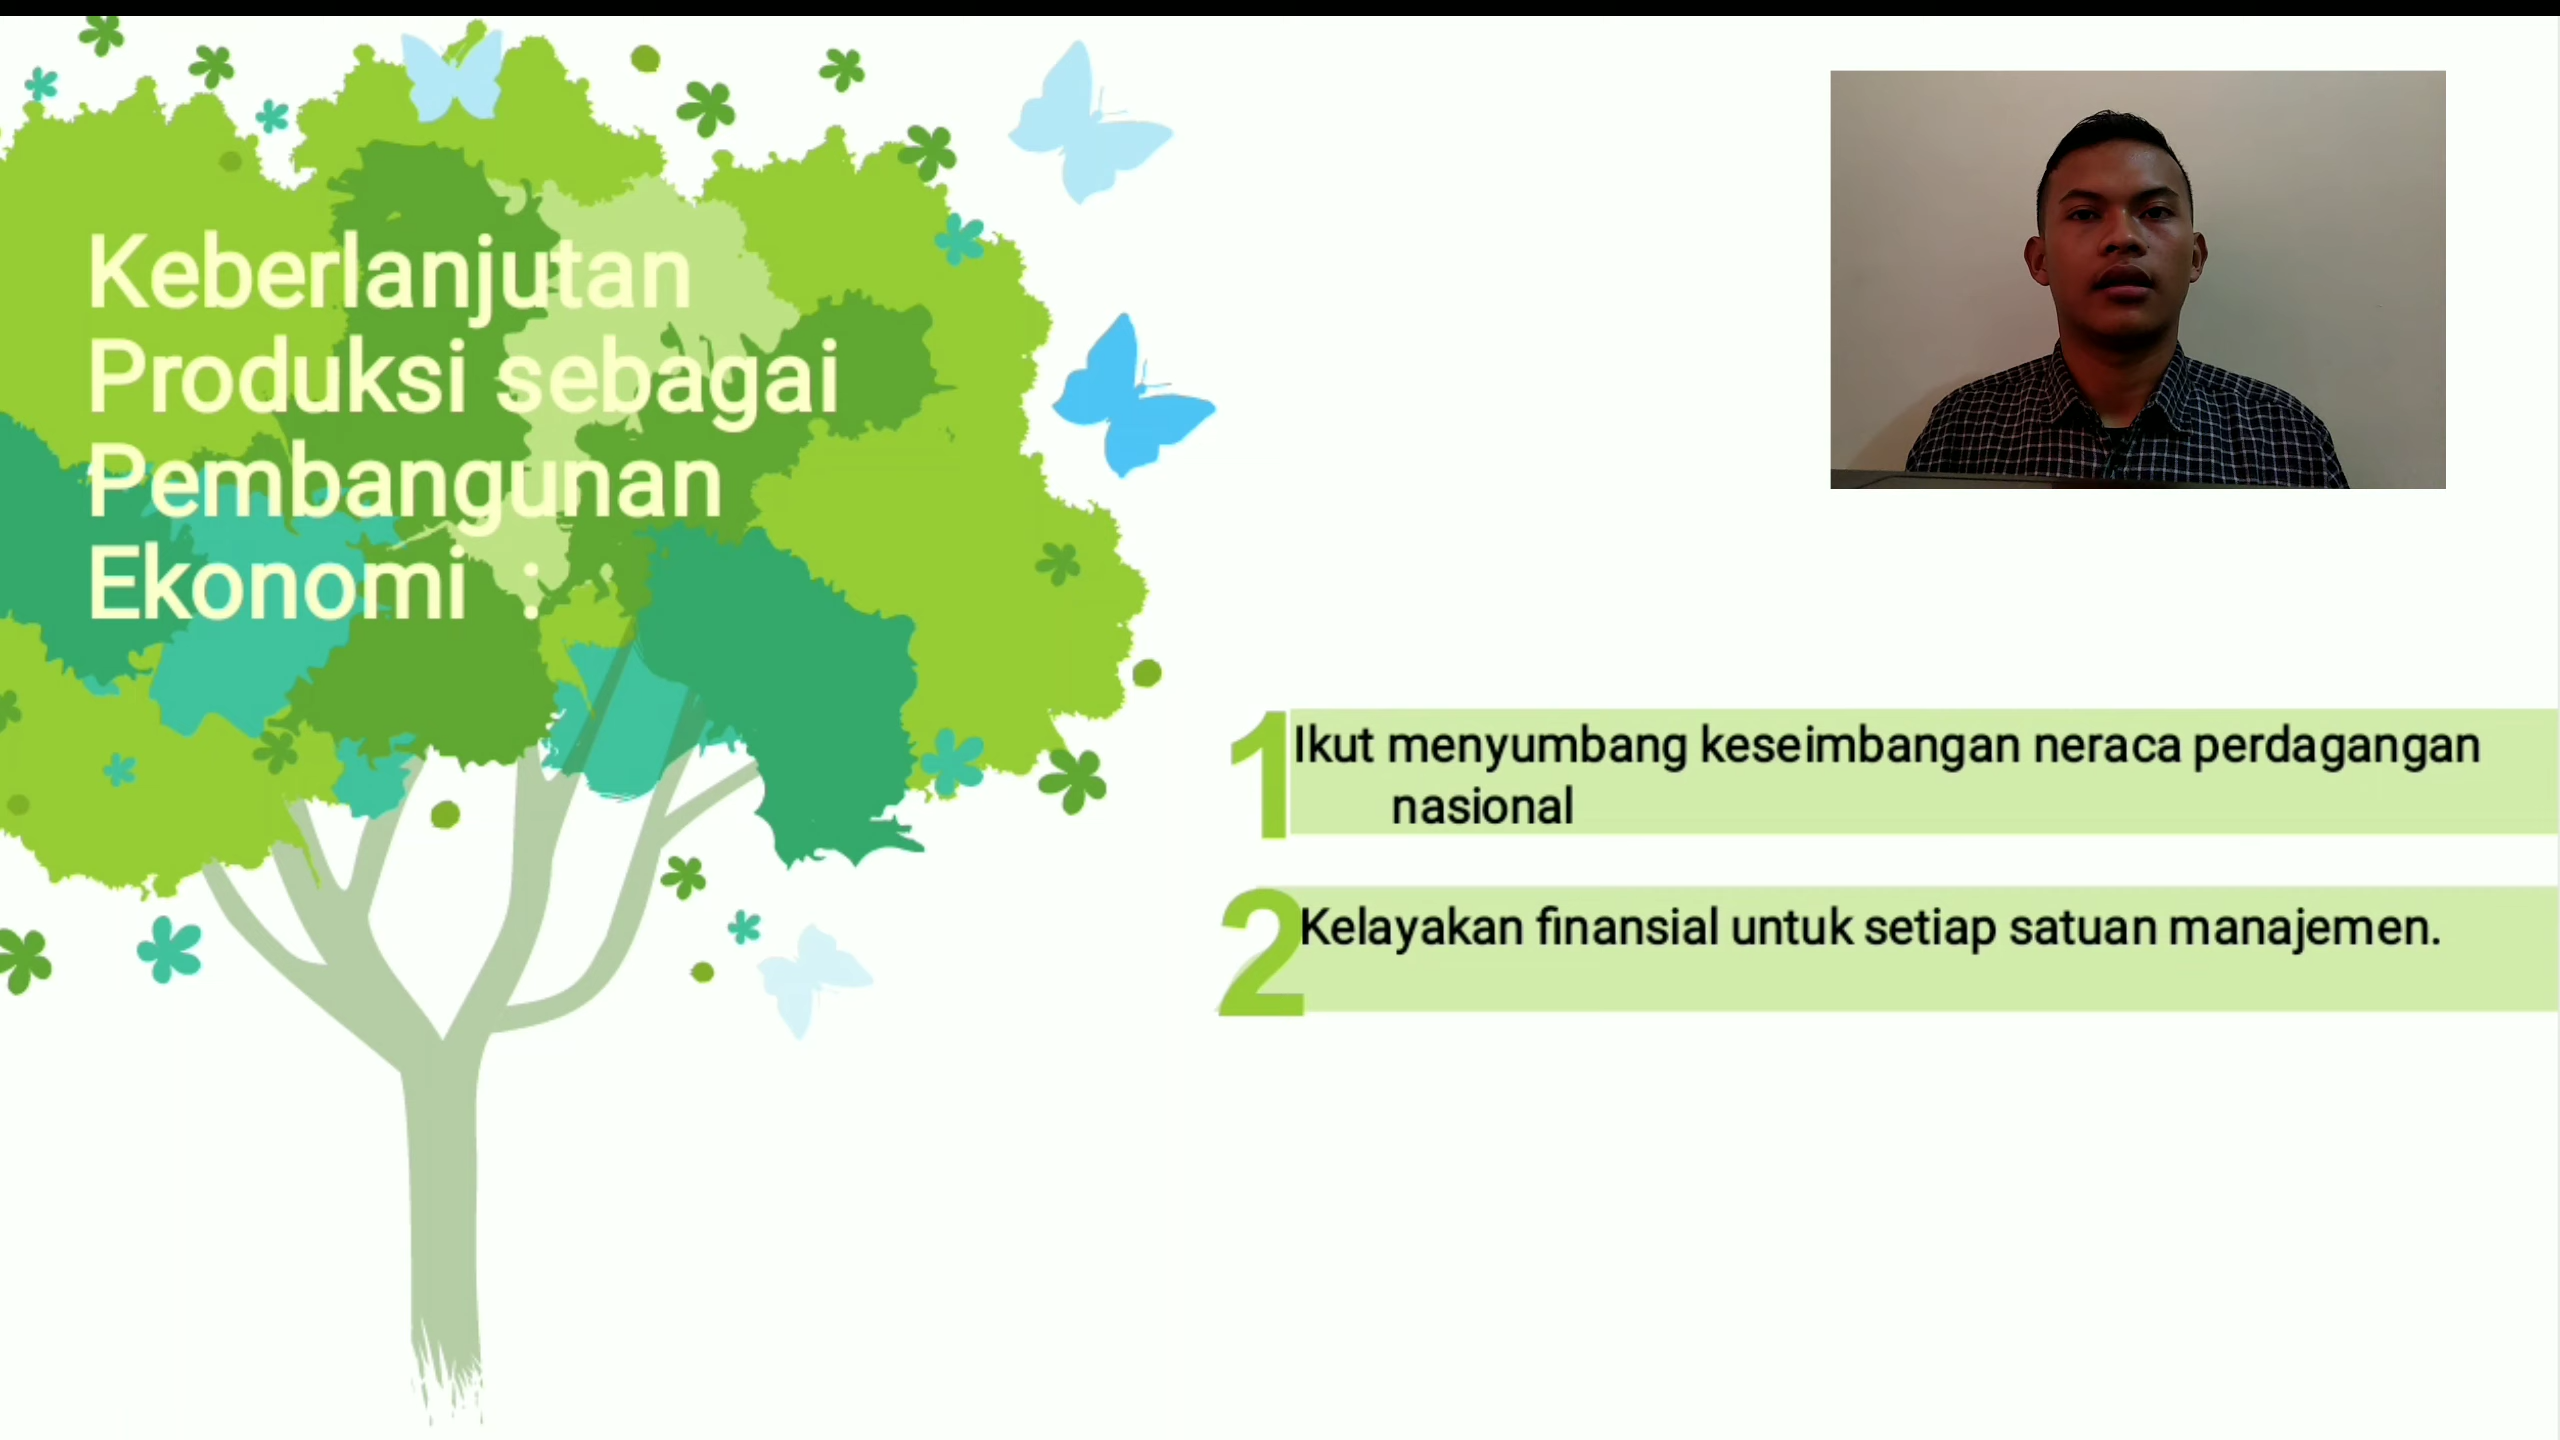 Keberlanjutan
Produksi sebagai
Pembangunan
Ekonomi :
1
Ikut menyumbang keseimbangan neraca perdagangan
nasional
2
Kelayakan finansial untuk setiap satuan manajemen.